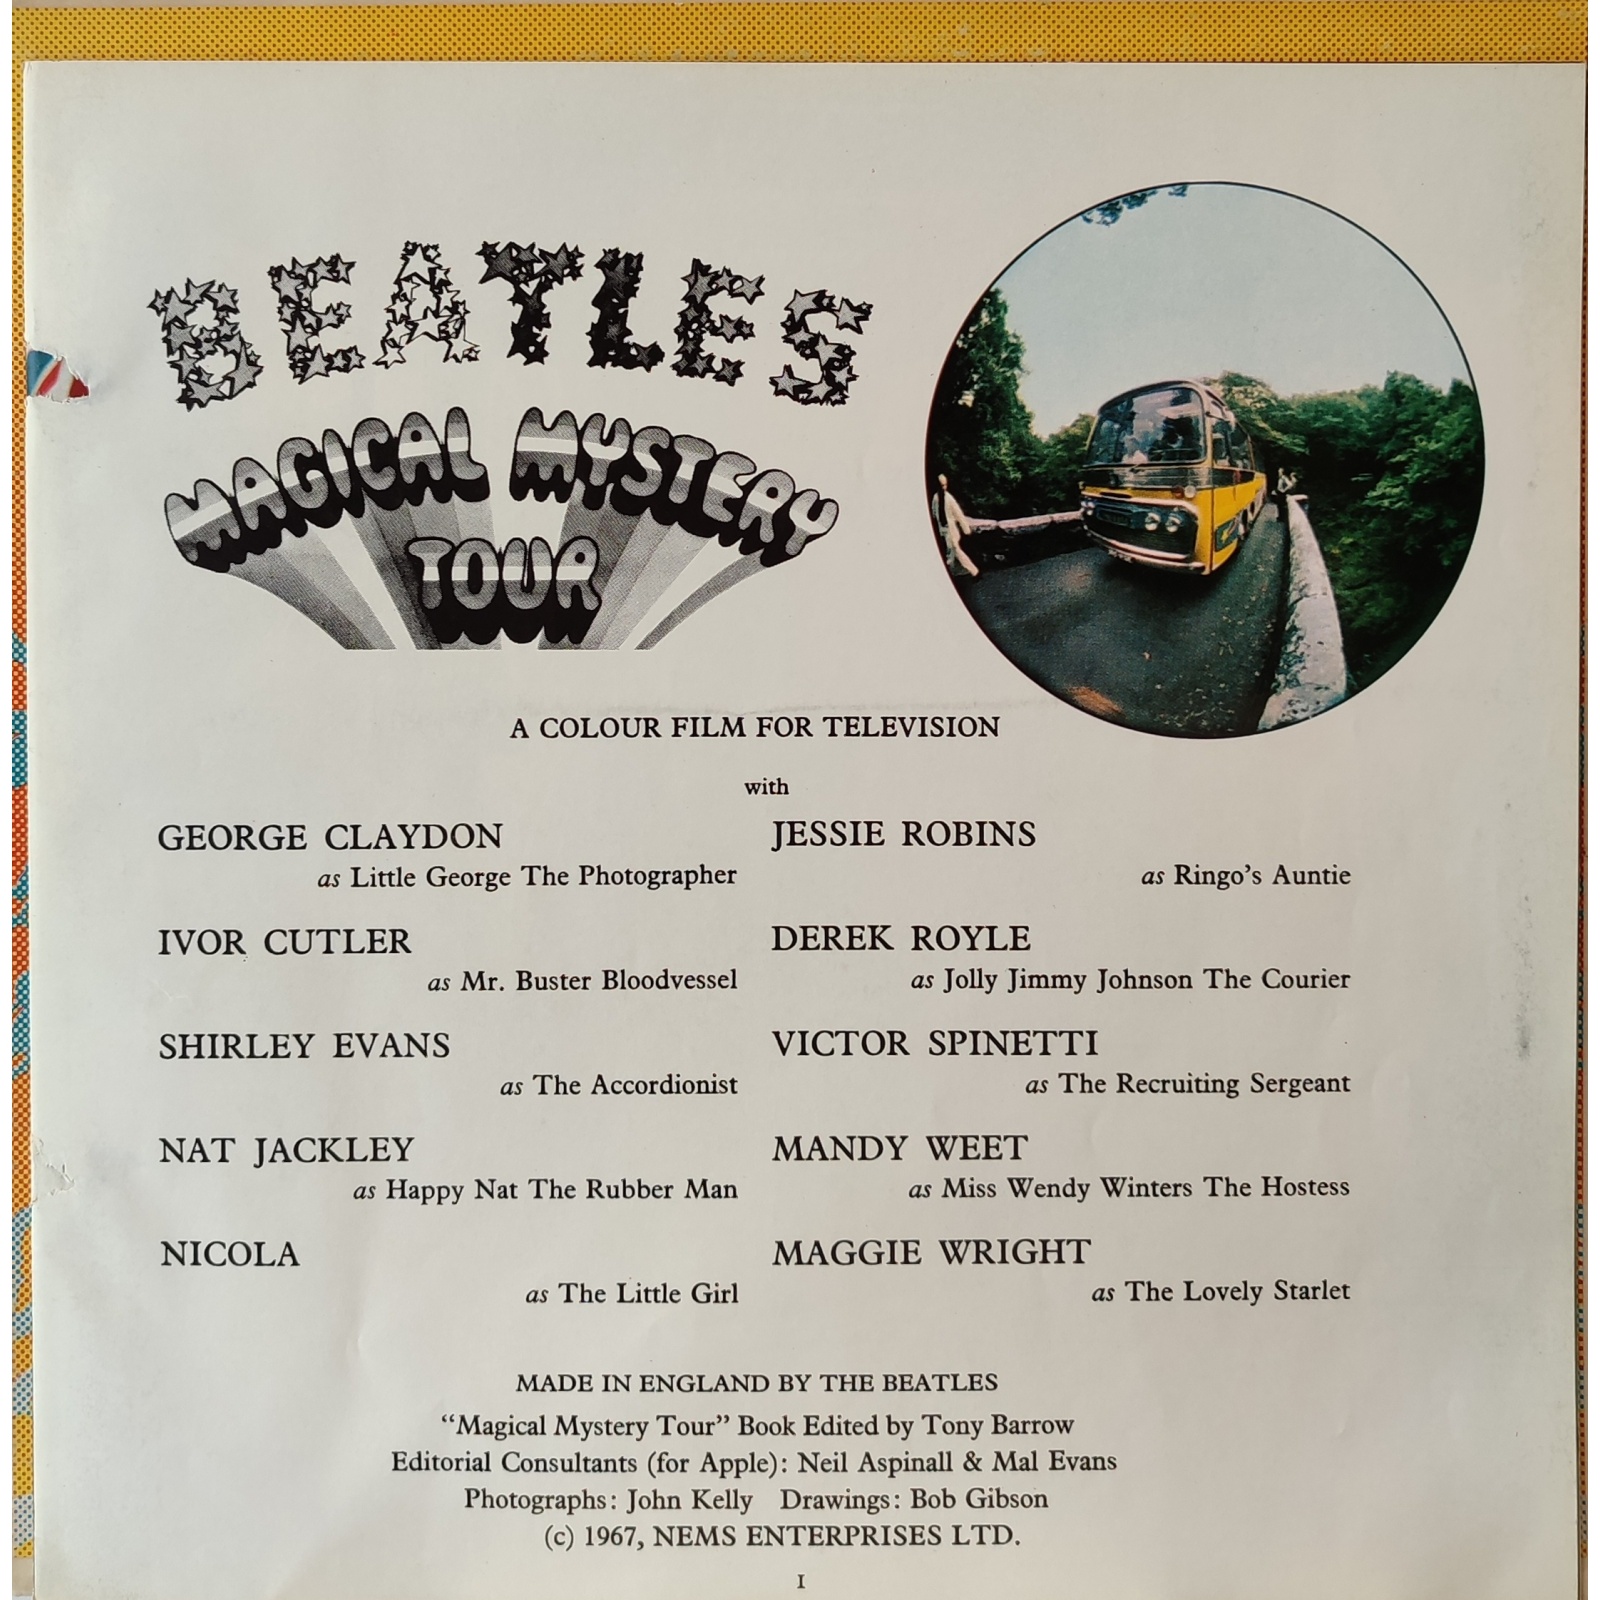 BEATLES
MAGICAL MYSTERY
TOUR
A COLOUR FILM FOR TELEVISION
with
GEORGE CLAYDON
as Little George The Photographer
JESSIE ROBINS
as Ringo's Auntie
IVOR CUTLER
as Mr. Buster Bloodvessel
DEREK ROYLE
as Jolly Jimmy Johnson The Courier
SHIRLEY EVANS
as The Accordionist
VICTOR SPINETTI
as The Recruiting Sergeant
NAT JACKLEY
as Happy Nat The Rubber Man
MANDY WEET
as Miss Wendy Winters The Hostess
NICOLA
as The Little Girl
MAGGIE WRIGHT
as The Lovely Starlet
MADE IN ENGLAND BY THE BEATLES
“Magical Mystery Tour” Book Edited by Tony Barrow
Editorial Consultants (for Apple): Neil Aspinall & Mal Evans
Photographs: John Kelly Drawings: Bob Gibson
(c) 1967, NEMS ENTERPRISES LTD.
I